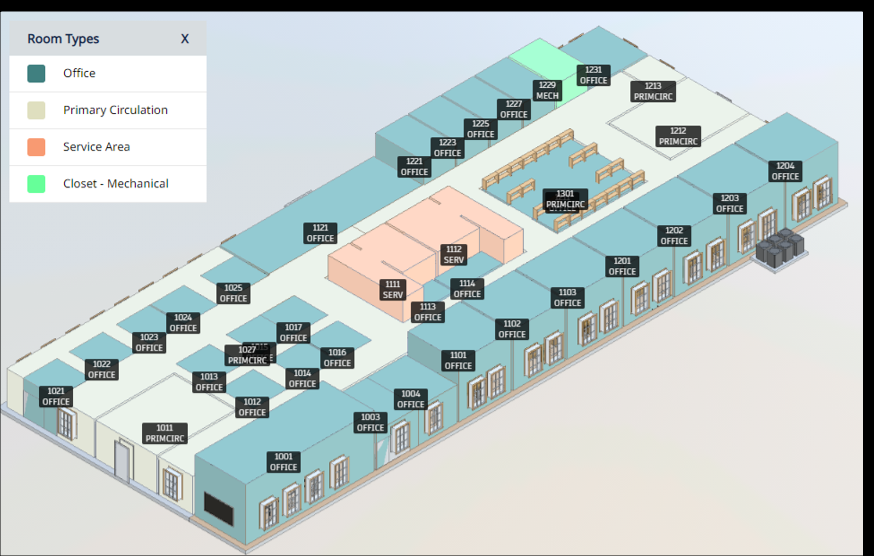 Room Types X
Office
Primary Circulation
Service Area
Closet - Mechanical
1231
OFFICE
1229
MECH
1213
PRIMCIRC
1227
OFFICE
1225
OFFICE
1212
PRIMCIRC
1223
OFFICE
1221
OFFICE
1204
OFFICE
1301
PRIMCIRC
1203
OFFICE
1121
OFFICE
1202
OFFICE
1112
SERV
1201
OFFICE
1111
SERV
1114
OFFICE
1025
OFFICE
1103
OFFICE
1113
OFFICE
1024
OFFICE
1017
OFFICE
1102
OFFICE
1023
OFFICE
1027
PRIMCIRC
1016
OFFICE
1101
OFFICE
1022
OFFICE
1013
OFFICE
1014
OFFICE
1021
OFFICE
1012
OFFICE
1004
OFFICE
1003
OFFICE
1011
PRIMCIRC
1001
OFFICE